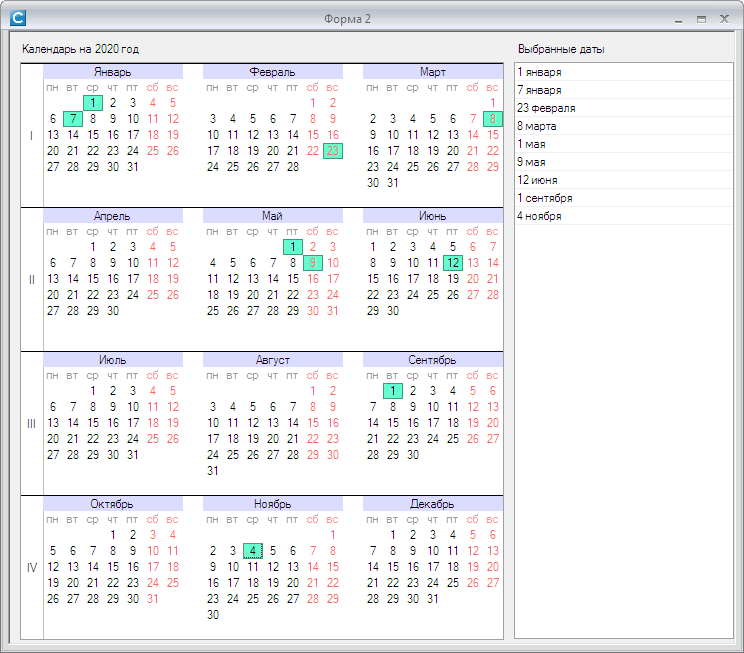 Форма 2
Календарь на 2020 год
Январь Февраль Март
пн вт ср чт пт сб вс пн вт ср чт пт сб вс пн вт ср чт пт сб вс
1 2 3 4 5 1 2 1
6 7 8 9 10 11 12 3 4 5 6 7 8 9 2 3 4 5 6 7 8
I 13 14 15 16 17 18 19 10 11 12 13 14 15 16 9 10 11 12 13 14 15
20 21 22 23 24 25 26 17 18 19 20 21 22 23 16 17 18 19 20 21 22
27 28 29 30 31 24 25 26 27 28 23 24 25 26 27 28 29
30 31
Апрель Май Июнь
пн вт ср чт пт сб вс пн вт ср чт пт сб вс пн вт ср чт пт сб вс
1 2 3 4 5 1 2 3 1 2 3 4 5 6 7
6 7 8 9 10 11 12 4 5 6 7 8 9 10 8 9 10 11 12 13 14
II 13 14 15 16 17 18 19 11 12 13 14 15 16 17 15 16 17 18 19 20 21
20 21 22 23 24 25 26 18 19 20 21 22 23 24 22 23 24 25 26 27 28
27 28 29 30 25 26 27 28 29 30 31 29 30
Июль Август Сентябрь
пн вт ср чт пт сб вс пн вт ср чт пт сб вс пн вт ср чт пт сб вс
1 2 3 4 5 1 2 1 2 3 4 5 6
6 7 8 9 10 11 12 3 4 5 6 7 8 9 7 8 9 10 11 12 13
III 13 14 15 16 17 18 19 10 11 12 13 14 15 16 14 15 16 17 18 19 20
20 21 22 23 24 25 26 17 18 19 20 21 22 23 21 22 23 24 25 26 27
27 28 29 30 31 24 25 26 27 28 29 30 28 29 30
31
Октябрь Ноябрь Декабрь
пн вт ср чт пт сб вс пн вт ср чт пт сб вс пн вт ср чт пт сб вс
1 2 3 4 1 1 2 3 4 5 6
5 6 7 8 9 10 11 2 3 4 5 6 7 8 7 8 9 10 11 12 13
IV 12 13 14 15 16 17 18 9 10 11 12 13 14 15 14 15 16 17 18 19 20
19 20 21 22 23 24 25 16 17 18 19 20 21 22 21 22 23 24 25 26 27
26 27 28 29 30 31 23 24 25 26 27 28 29 28 29 30 31
30
Выбранные даты
1 января
7 января
23 февраля
8 марта
1 мая
9 мая
12 июня
1 сентября
4 ноября